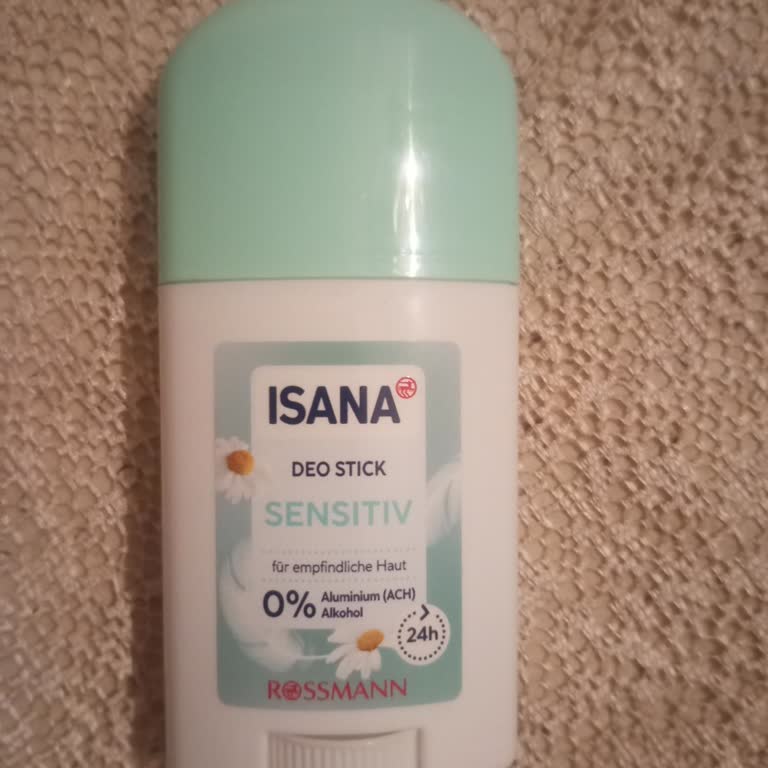 ISANA
DEO STICK
SENSITIV
für empfindliche Haut
0% Aluminium (ACH)
Alkohol
24h
ROSSMANN